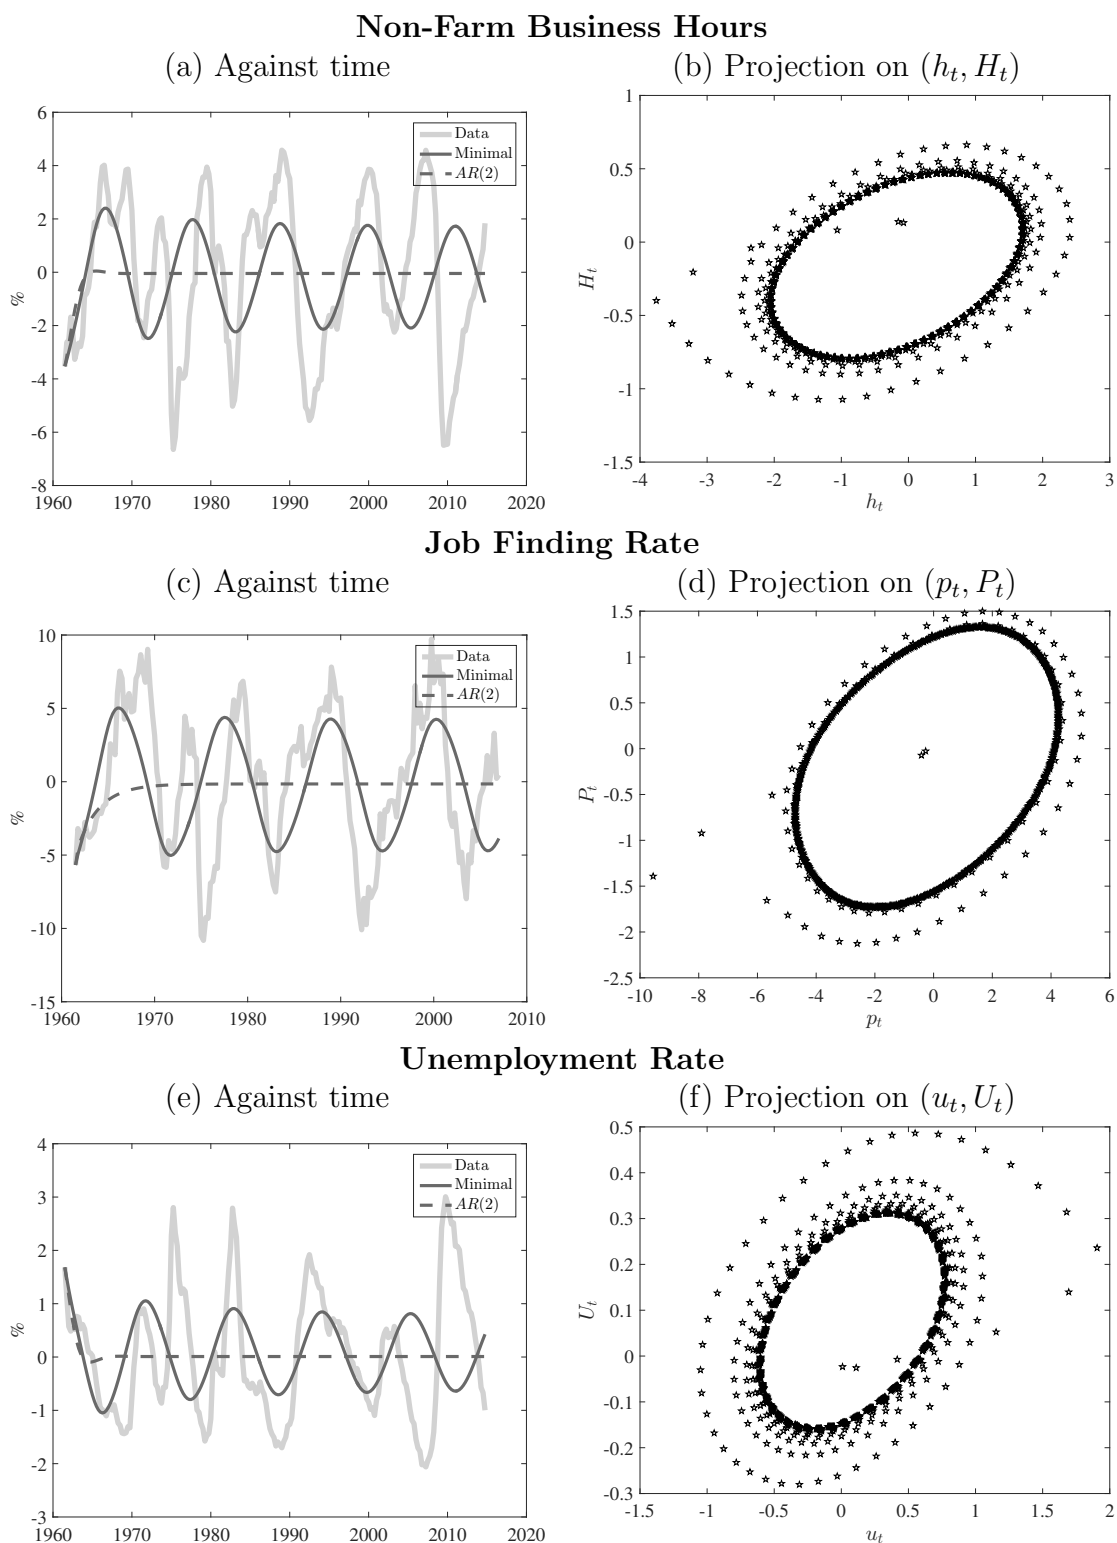 Non-Farm Business Hours
(a) Against time
(b) Projection on (h_t, H_t)
6
4
2
0
-2
-4
-6
-8
%
Data
Minimal
AR(2)
1960 1970 1980 1990 2000 2010 2020
1
0.5
0
-0.5
-1
-1.5
H_t
-4 -3 -2 -1 0 1 2 3
h_t
Job Finding Rate
(c) Against time
(d) Projection on (p_t, P_t)
10
5
0
-5
-10
-15
%
Data
Minimal
AR(2)
1960 1970 1980 1990 2000 2010
1.5
1
0.5
0
-0.5
-1
-1.5
-2
-2.5
P_t
-10 -8 -6 -4 -2 0 2 4 6
p_t
Unemployment Rate
(e) Against time
(f) Projection on (u_t, U_t)
4
3
2
1
0
-1
-2
-3
%
Data
Minimal
AR(2)
1960 1970 1980 1990 2000 2010 2020
0.5
0.4
0.3
0.2
0.1
0
-0.1
-0.2
-0.3
U_t
-1.5 -1 -0.5 0 0.5 1 1.5 2
u_t